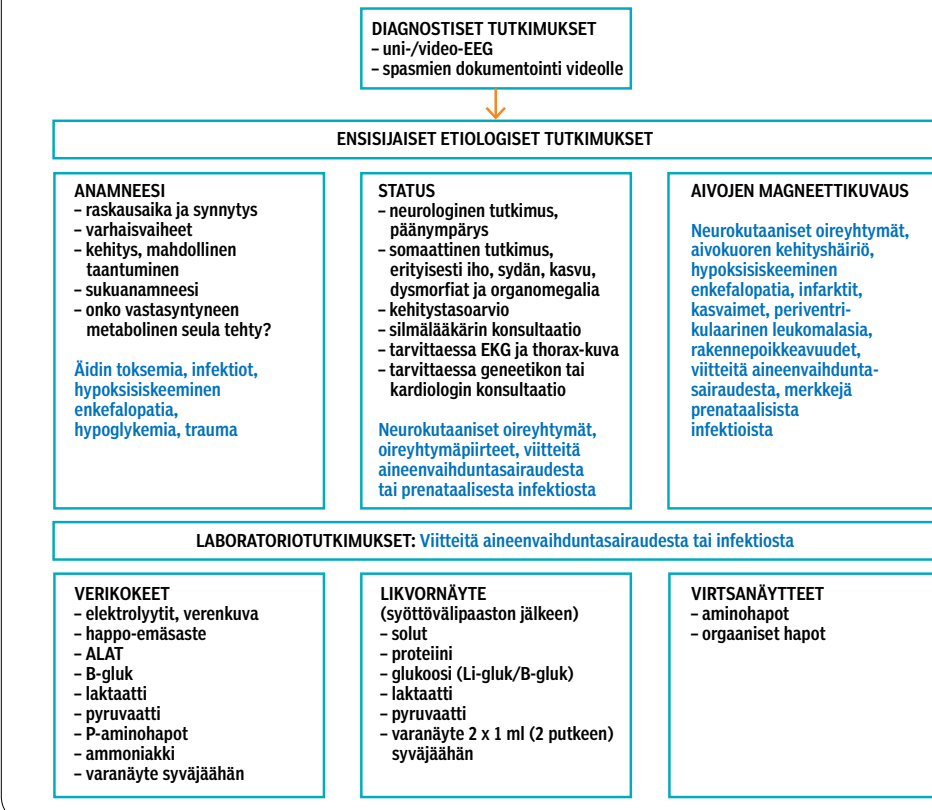 DIAGNOSTISET TUTKIMUKSET
– uni-/video-EEG
– spasmien dokumentointi videolle
ENSISIJAISET ETIOLOGISET TUTKIMUKSET
ANAMNEESI
– raskausaika ja synnytys
– varhaisvaiheet
– kehitys, mahdollinen
taantuminen
– sukuanamneesi
– onko vastasyntyneen
metabolinen seula tehty?
Äidin toksemia, infektiot,
hypoksisiskeeminen
enkefalopatia,
hypoglykemia, trauma
STATUS
– neurologinen tutkimus,
päänympärys
– somaattinen tutkimus,
erityisesti iho, sydän, kasvu,
dysmorfiat ja organomegalia
– kehitystasoarvio
– silmälääkärin konsultaatio
– tarvittaessa EKG ja thorax-kuva
– tarvittaessa geneetikon tai
kardiologin konsultaatio
Neurokutaaniset oireyhtymät,
oireyhtymäpiirteet, viitteitä
aineenvaihduntasairaudesta
tai prenataalisesta infektiosta
AIVOJEN MAGNEETTIKUVAUS
Neurokutaaniset oireyhtymät,
aivokuoren kehityshäiriö,
hypoksisiskeeminen
enkefalopatia, infarktit,
kasvaimet, periventri-
kulaarinen leukomalasia,
rakennepoikkeavuudet,
viitteitä aineenvaihdunta-
sairaudesta, merkkejä
prenataalisista
infektioista
LABORATORIOTUTKIMUKSET: Viitteitä aineenvaihduntasairaudesta tai infektiosta
VERIKOKEET
– elektrolyytit, verenkuva
– happo-emäsaste
– ALAT
– B-gluk
– laktaatti
– pyruvaatti
– P-aminohapot
– ammoniakki
– varanäyte syväjäähän
LIKVORNÄYTE
(syöttövälipaaston jälkeen)
– solut
– proteiini
– glukoosi (Li-gluk/B-gluk)
– laktaatti
– pyruvaatti
– varanäyte 2 x 1 ml (2 putkeen)
syväjäähän
VIRTSANÄYTTEET
– aminohapot
– orgaaniset hapot